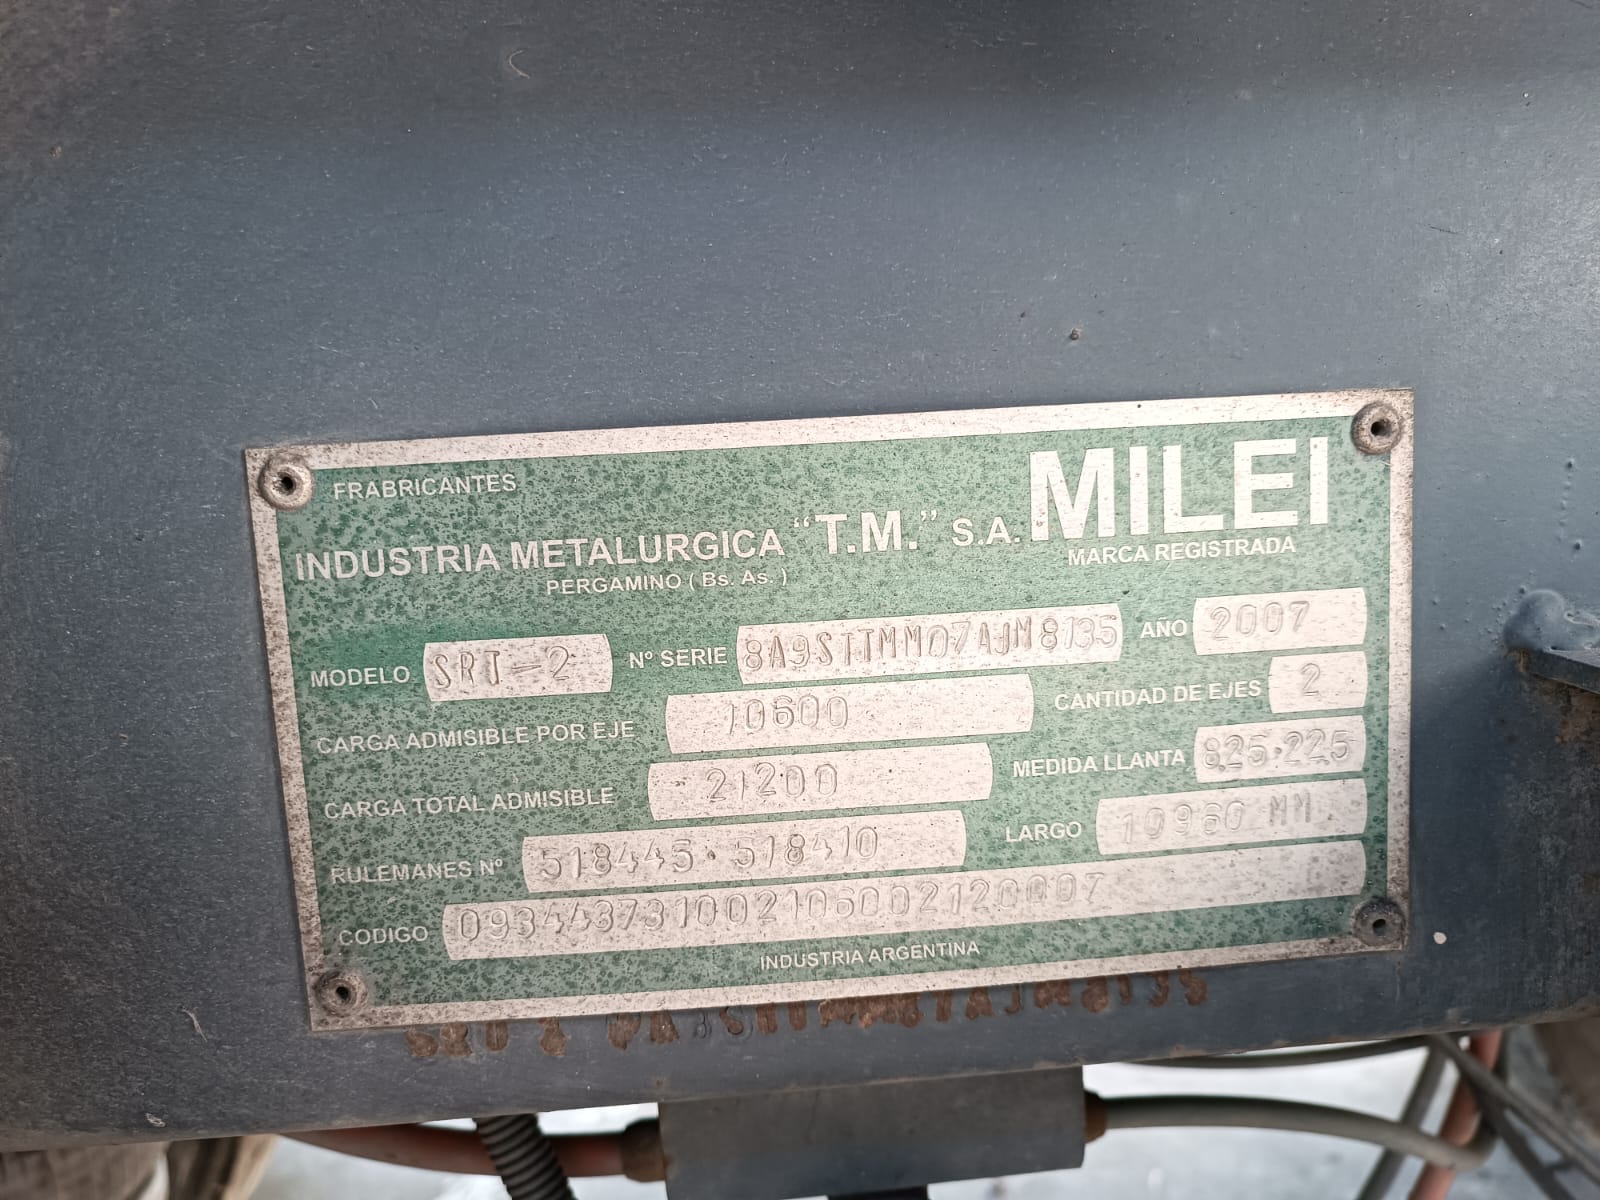 FRABRICANTES
INDUSTRIA METALURGICA "T.M." S.A. MILEI
PERGAMINO ( Bs. As. ) MARCA REGISTRADA
MODELO SRT-2 Nº SERIE 8A9STTMM07AJM8135 AÑO 2007
CARGA ADMISIBLE POR EJE 10600 CANTIDAD DE EJES 2
CARGA TOTAL ADMISIBLE 21200 MEDIDA LLANTA 825·225
RULEMANES Nº 518445·518410 LARGO 10960 MM
CODIGO 093443731002106002120007
INDUSTRIA ARGENTINA